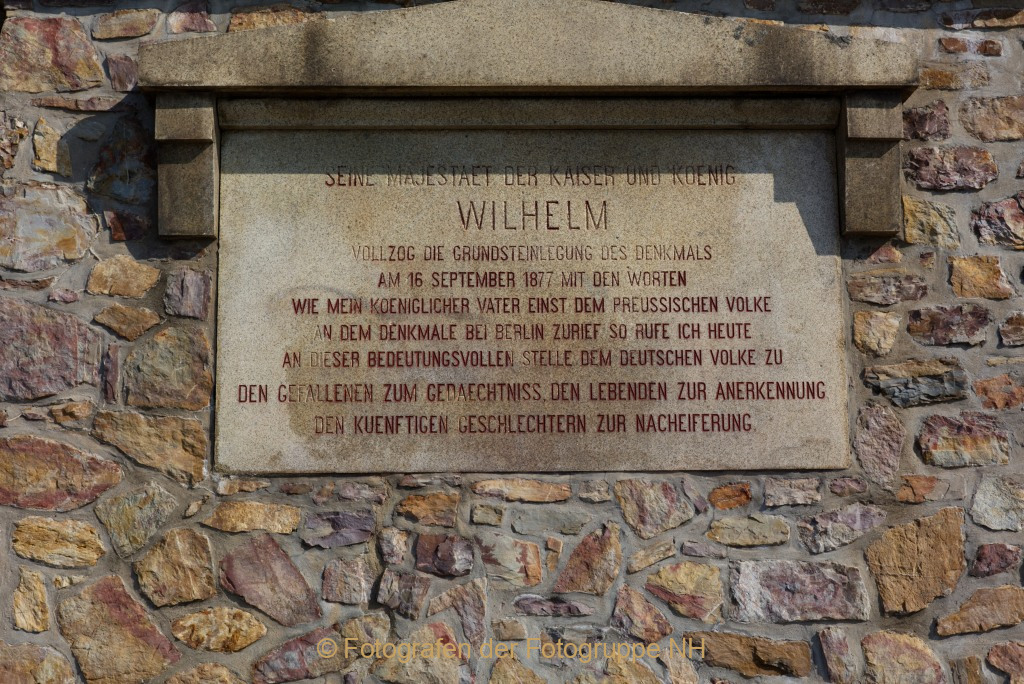 SEINE MAJESTAET DER KAISER UND KOENIG
WILHELM
VOLLZOG DIE GRUNDSTEINLEGUNG DES DENKMALS
AM 16 SEPTEMBER 1877 MIT DEN WORTEN
WIE MEIN KOENIGLICHER VATER EINST DEM PREUSSISCHEN VOLKE
AN DEM DENKMALE BEI BERLIN ZURIEF SO RUFE ICH HEUTE
AN DIESER BEDEUTUNGSVOLLEN STELLE DEM DEUTSCHEN VOLKE ZU
DEN GEFALLENEN ZUM GEDAECHTNISS, DEN LEBENDEN ZUR ANERKENNUNG
DEN KUENFTIGEN GESCHLECHTERN ZUR NACHEIFERUNG.
© Fotografen der Fotogruppe NH